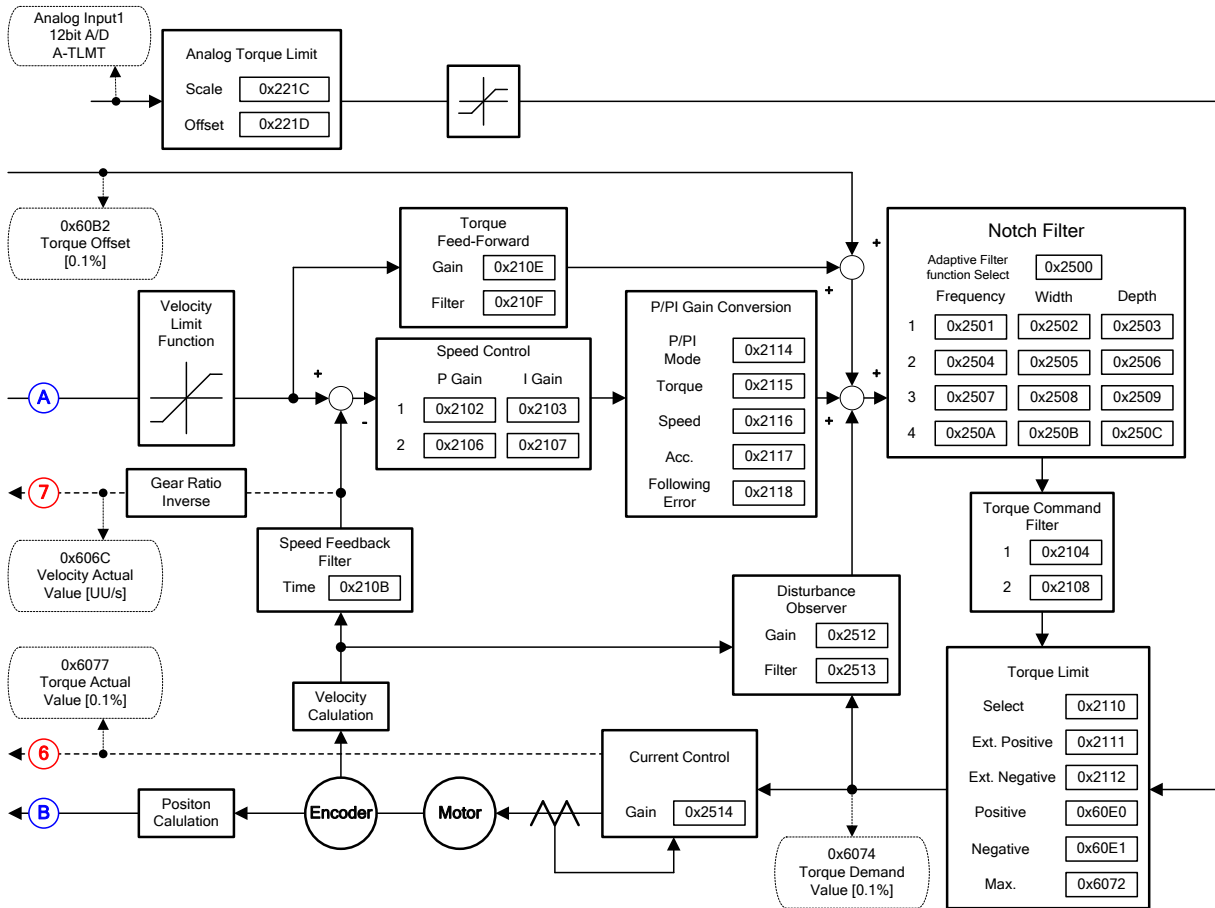 Analog Input1
12bit A/D
A-TLMT
Analog Torque Limit
Scale 0x221C
Offset 0x221D
0x60B2
Torque Offset
[0.1%]
Torque
Feed-Forward
Gain 0x210E
Filter 0x210F
+
+
Notch Filter
Adaptive Filter
function Select 0x2500
Frequency Width Depth
1 0x2501 0x2502 0x2503
2 0x2504 0x2505 0x2506
3 0x2507 0x2508 0x2509
4 0x250A 0x250B 0x250C
Velocity
Limit
Function
A
+
-
Speed Control
P Gain I Gain
1 0x2102 0x2103
2 0x2106 0x2107
P/PI Gain Conversion
P/PI
Mode 0x2114
Torque 0x2115
Speed 0x2116
Acc. 0x2117
Following
Error 0x2118
+
+
7
Gear Ratio
Inverse
0x606C
Velocity Actual
Value [UU/s]
Speed Feedback
Filter
Time 0x210B
Torque Command
Filter
1 0x2104
2 0x2108
Disturbance
Observer
Gain 0x2512
Filter 0x2513
0x6077
Torque Actual
Value [0.1%]
Velocity
Calulation
Torque Limit
Select 0x2110
Ext. Positive 0x2111
Ext. Negative 0x2112
Positive 0x60E0
Negative 0x60E1
Max. 0x6072
6
Current Control
Gain 0x2514
B
Positon
Calulation
Encoder
Motor
0x6074
Torque Demand
Value [0.1%]